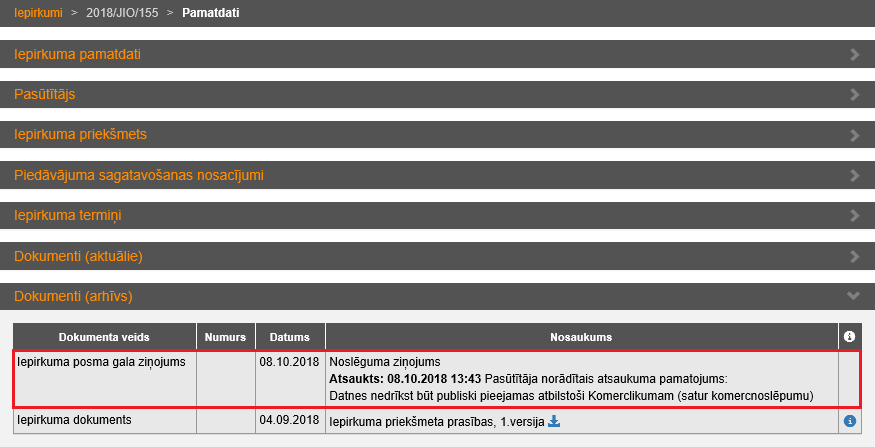 Iepirkumi > 2018/JIO/155 > Pamatdati
Iepirkuma pamatdati
Pasūtītājs
Iepirkuma priekšmets
Piedāvājuma sagatavošanas nosacījumi
Iepirkuma termiņi
Dokumenti (aktuālie)
Dokumenti (arhīvs)
Dokumenta veids Numurs Datums Nosaukums
Iepirkuma posma gala ziņojums 08.10.2018 Noslēguma ziņojums
Atsaukts: 08.10.2018 13:43 Pasūtītāja norādītais atsaukuma pamatojums:
Datnes nedrīkst būt publiski pieejamas atbilstoši Komerclikumam (satur komercnoslēpumu)
Iepirkuma dokuments 04.09.2018 Iepirkuma priekšmeta prasības, 1.versija